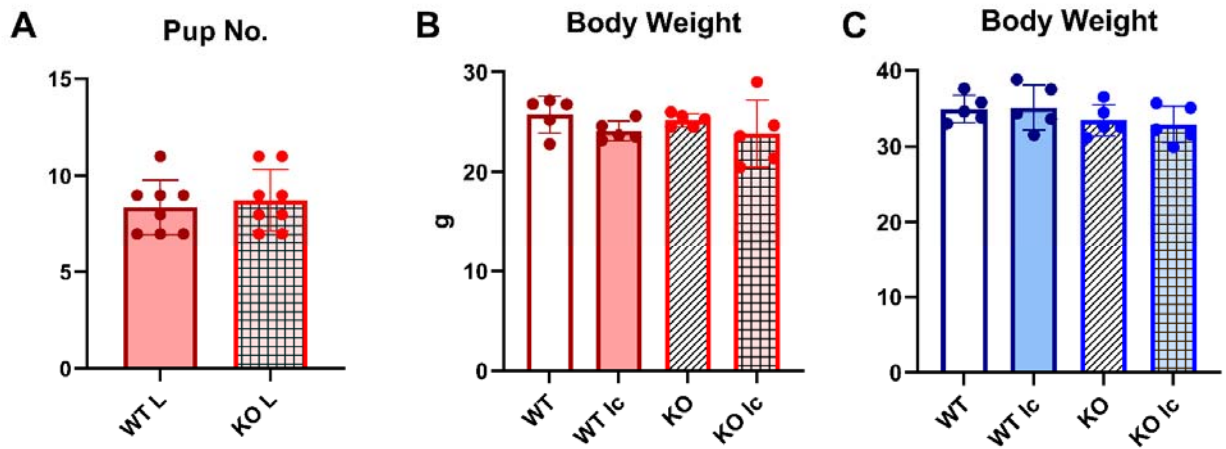 A
Pup No.
15
10
5
0
WT L
KO L
B
Body Weight
g
30
20
10
0
WT
WT lc
KO
KO lc
C
Body Weight
40
30
20
10
0
WT
WT lc
KO
KO lc